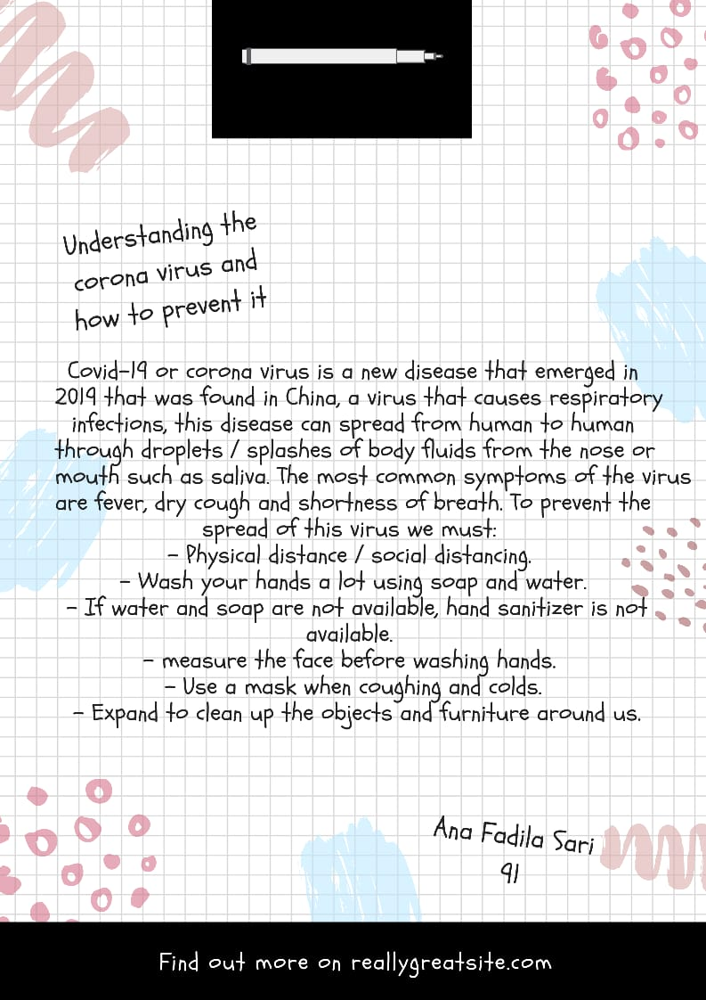 Understanding the
corona virus and
how to prevent it
Covid-19 or corona virus is a new disease that emerged in
2019 that was found in China, a virus that causes respiratory
infections, this disease can spread from human to human
through droplets / splashes of body fluids from the nose or
mouth such as saliva. The most common symptoms of the virus
are fever, dry cough and shortness of breath. To prevent the
spread of this virus we must:
- Physical distance / social distancing.
- Wash your hands a lot using soap and water.
- If water and soap are not available, hand sanitizer is not
available.
- measure the face before washing hands.
- Use a mask when coughing and colds.
- Expand to clean up the objects and furniture around us.
Ana Fadila Sari
9I
Find out more on reallygreatsite.com